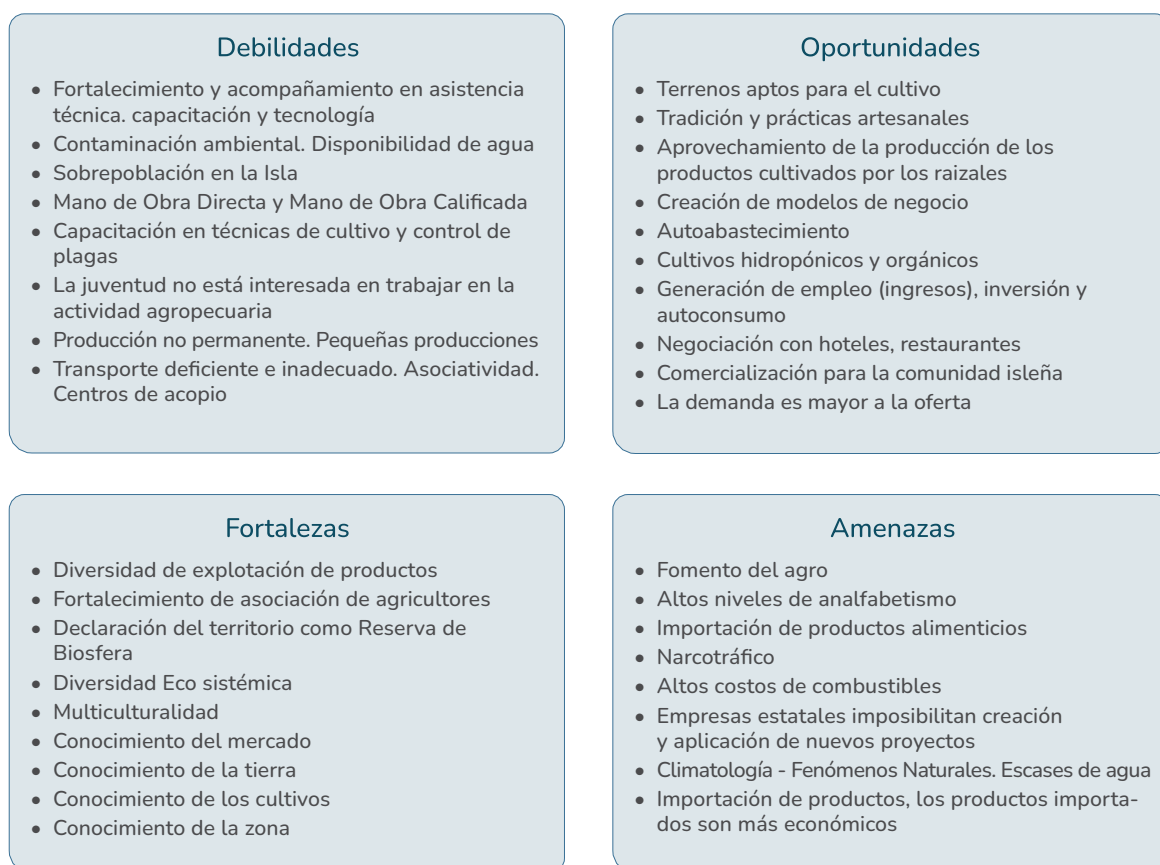 Debilidades
• Fortalecimiento y acompañamiento en asistencia
técnica. capacitación y tecnología
• Contaminación ambiental. Disponibilidad de agua
• Sobrepoblación en la Isla
• Mano de Obra Directa y Mano de Obra Calificada
• Capacitación en técnicas de cultivo y control de
plagas
• La juventud no está interesada en trabajar en la
actividad agropecuaria
• Producción no permanente. Pequeñas producciones
• Transporte deficiente e inadecuado. Asociatividad.
Centros de acopio
Oportunidades
• Terrenos aptos para el cultivo
• Tradición y prácticas artesanales
• Aprovechamiento de la producción de los
productos cultivados por los raizales
• Creación de modelos de negocio
• Autoabastecimiento
• Cultivos hidropónicos y orgánicos
• Generación de empleo (ingresos), inversión y
autoconsumo
• Negociación con hoteles, restaurantes
• Comercialización para la comunidad isleña
• La demanda es mayor a la oferta
Fortalezas
• Diversidad de explotación de productos
• Fortalecimiento de asociación de agricultores
• Declaración del territorio como Reserva de
Biosfera
• Diversidad Eco sistémica
• Multiculturalidad
• Conocimiento del mercado
• Conocimiento de la tierra
• Conocimiento de los cultivos
• Conocimiento de la zona
Amenazas
• Fomento del agro
• Altos niveles de analfabetismo
• Importación de productos alimenticios
• Narcotráfico
• Altos costos de combustibles
• Empresas estatales imposibilitan creación
y aplicación de nuevos proyectos
• Climatología - Fenómenos Naturales. Escases de agua
• Importación de productos, los productos importa-
dos son más económicos